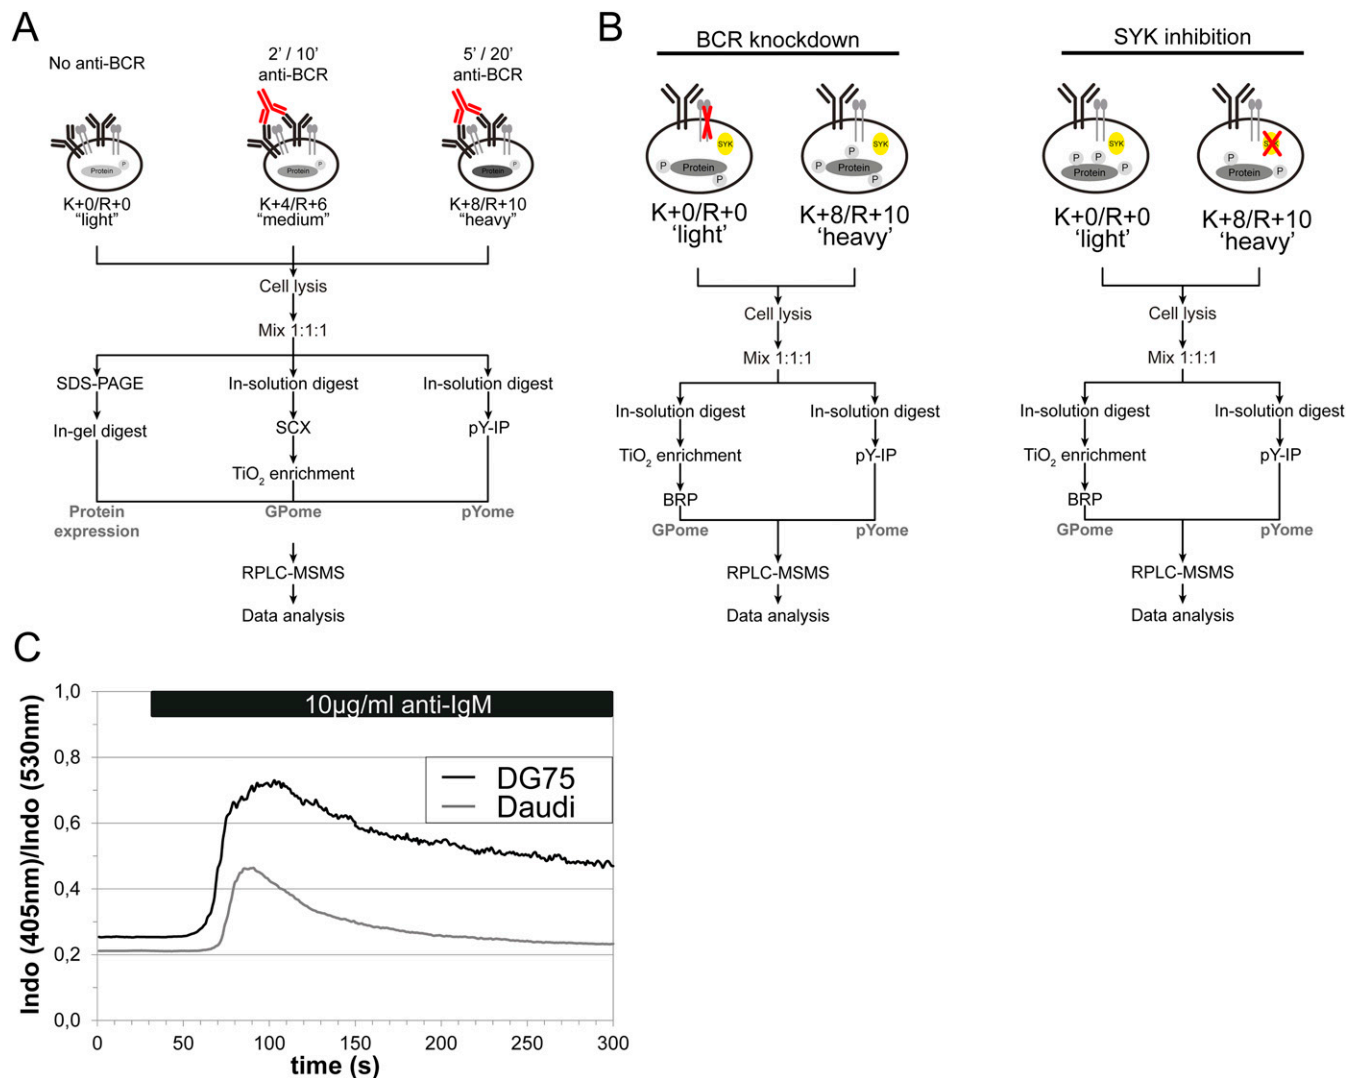 A
No anti-BCR
2' / 10'
anti-BCR
5' / 20'
anti-BCR
Protein
P
Protein
P
Protein
P
K+0/R+0
"light"
K+4/R+6
"medium"
K+8/R+10
"heavy"
Cell lysis
Mix 1:1:1
SDS-PAGE
In-solution digest
In-solution digest
In-gel digest
SCX
pY-IP
TiO2 enrichment
Protein
expression
GPome
pYome
RPLC-MSMS
Data analysis
B
BCR knockdown
SYK
P
Protein
P
SYK
P
P
Protein
P
K+0/R+0
'light'
K+8/R+10
'heavy'
Cell lysis
Mix 1:1:1
In-solution digest
In-solution digest
TiO2 enrichment
pY-IP
BRP
GPome
pYome
RPLC-MSMS
Data analysis
SYK inhibition
SYK
P
P
P
Protein
P
P
Protein
P
K+0/R+0
'light'
K+8/R+10
'heavy'
Cell lysis
Mix 1:1:1
In-solution digest
In-solution digest
TiO2 enrichment
pY-IP
BRP
GPome
pYome
RPLC-MSMS
Data analysis
C
10µg/ml anti-IgM
DG75
Daudi
Indo (405nm)/Indo (530nm)
1,0
0,8
0,6
0,4
0,2
0,0
0 50 100 150 200 250 300
time (s)